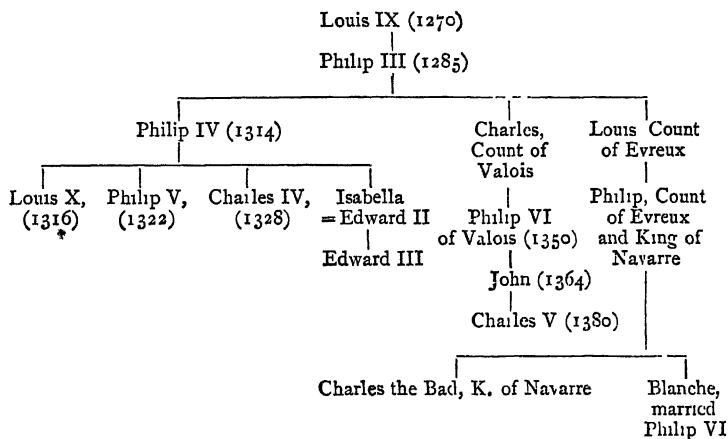 Louis IX (1270)
Philip III (1285)
Philip IV (1314)
Charles,
Count of
Valois
Louis Count
of Evreux
Louis X,
(1316)
*
Philip V,
(1322)
Charles IV,
(1328)
Isabella
= Edward II
Edward III
Philip VI
of Valois (1350)
John (1364)
Charles V (1380)
Philip, Count
of Evreux
and King of
Navarre
Charles the Bad, K. of Navarre
Blanche,
married
Philip VI